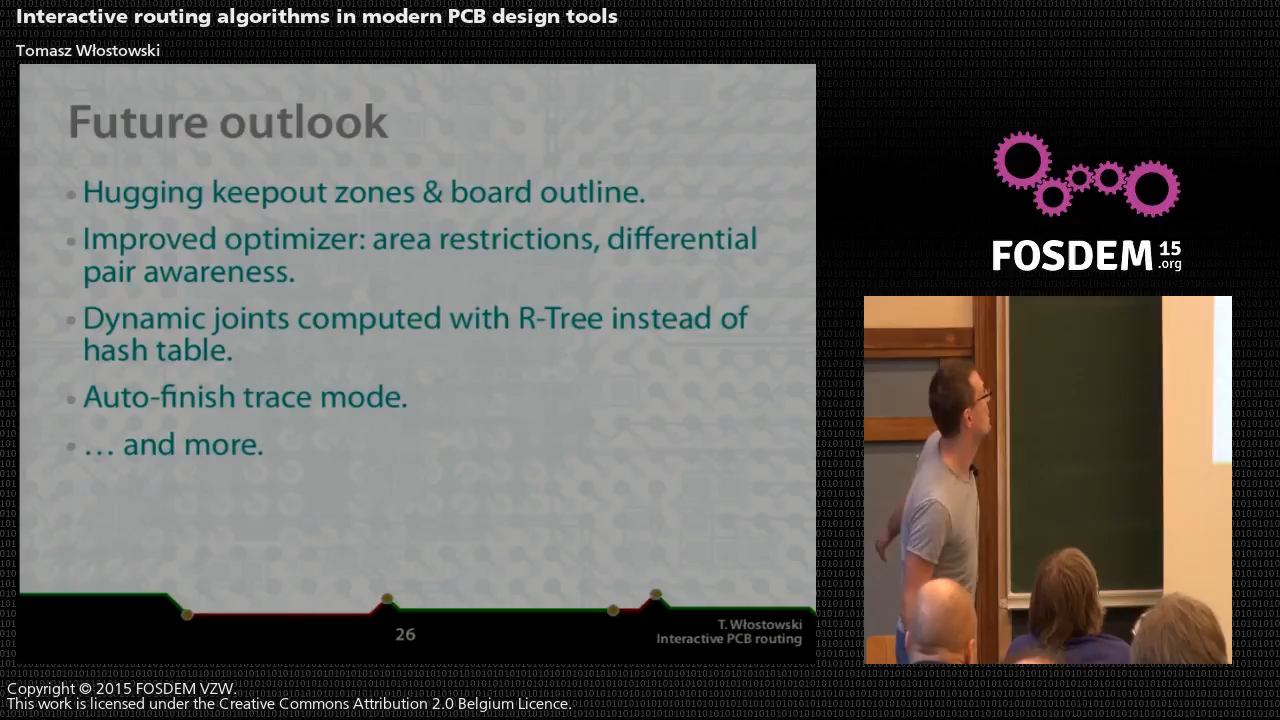 Interactive routing algorithms in modern PCB design tools
Tomasz Włostowski
Future outlook
Hugging keepout zones & board outline.
Improved optimizer: area restrictions, differential
pair awareness.
Dynamic joints computed with R-Tree instead of
hash table.
Auto-finish trace mode.
… and more.
26
T. Włostowski
Interactive PCB routing
FOSDEM 15
.org
Copyright © 2015 FOSDEM VZW.
This work is licensed under the Creative Commons Attribution 2.0 Belgium Licence.